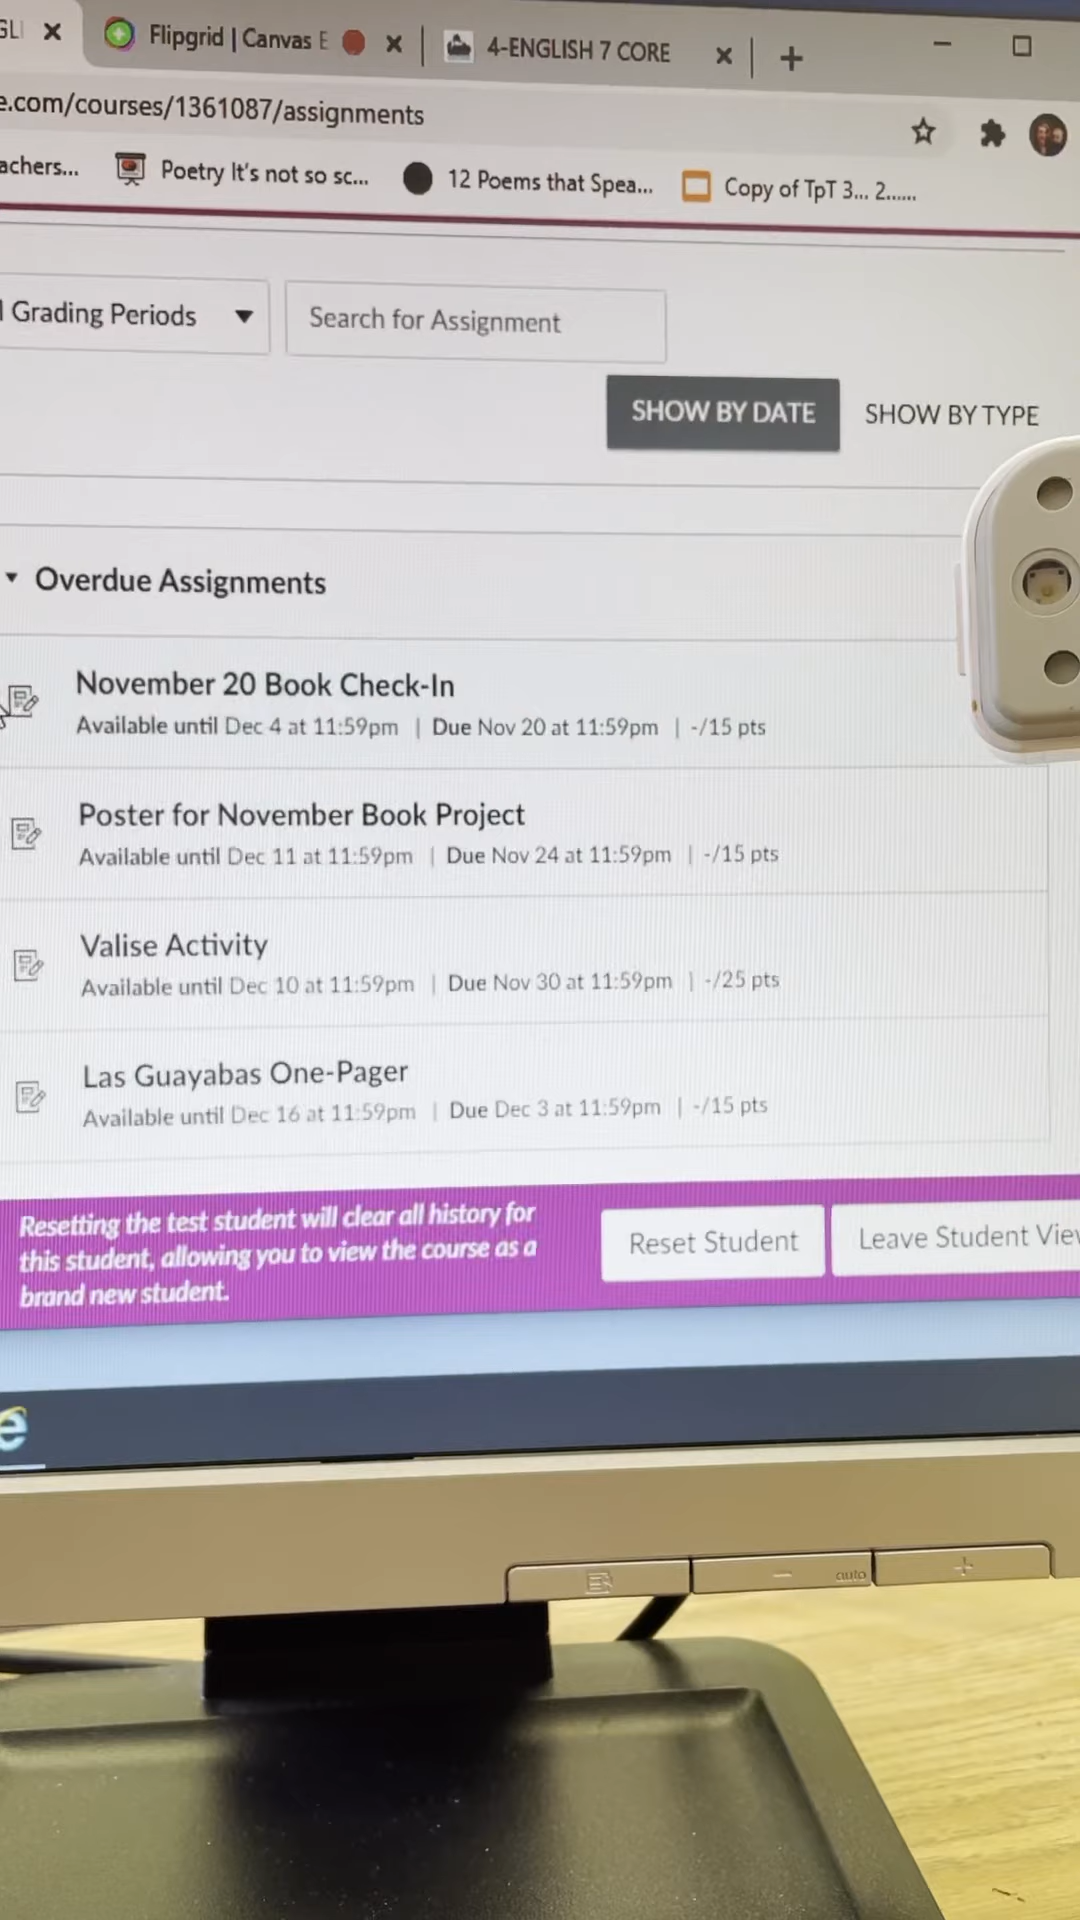 GLI
Flipgrid | Canvas E
4-ENGLISH 7 CORE
e.com/courses/1361087/assignments
achers...
Poetry It's not so sc...
12 Poems that Spea...
Copy of TpT 3... 2......
l Grading Periods
Search for Assignment
SHOW BY DATE
SHOW BY TYPE
Overdue Assignments
November 20 Book Check-In
Available until Dec 4 at 11:59pm | Due Nov 20 at 11:59pm | -/15 pts
Poster for November Book Project
Available until Dec 11 at 11:59pm | Due Nov 24 at 11:59pm | -/15 pts
Valise Activity
Available until Dec 10 at 11:59pm | Due Nov 30 at 11:59pm | -/25 pts
Las Guayabas One-Pager
Available until Dec 16 at 11:59pm | Due Dec 3 at 11:59pm | -/15 pts
Resetting the test student will clear all history for
this student, allowing you to view the course as a
brand new student.
Reset Student
Leave Student View
auto